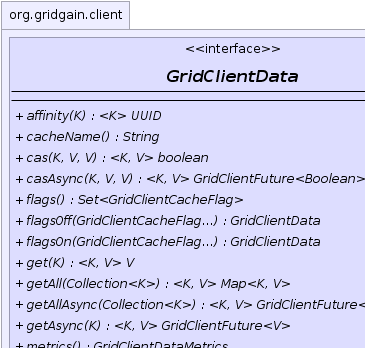 org.gridgain.client
<<interface>>
GridClientData
+ affinity(K) : <K> UUID
+ cacheName() : String
+ cas(K, V, V) : <K, V> boolean
+ casAsync(K, V, V) : <K, V> GridClientFuture<Boolean>
+ flags() : Set<GridClientCacheFlag>
+ flagsOff(GridClientCacheFlag...) : GridClientData
+ flagsOn(GridClientCacheFlag...) : GridClientData
+ get(K) : <K, V> V
+ getAll(Collection<K>) : <K, V> Map<K, V>
+ getAllAsync(Collection<K>) : <K, V> GridClientFuture<
+ getAsync(K) : <K, V> GridClientFuture<V>
+ metrics() : GridClientDataMetrics